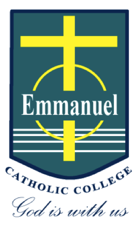 Emmanuel
CATHOLIC COLLEGE
God is with us